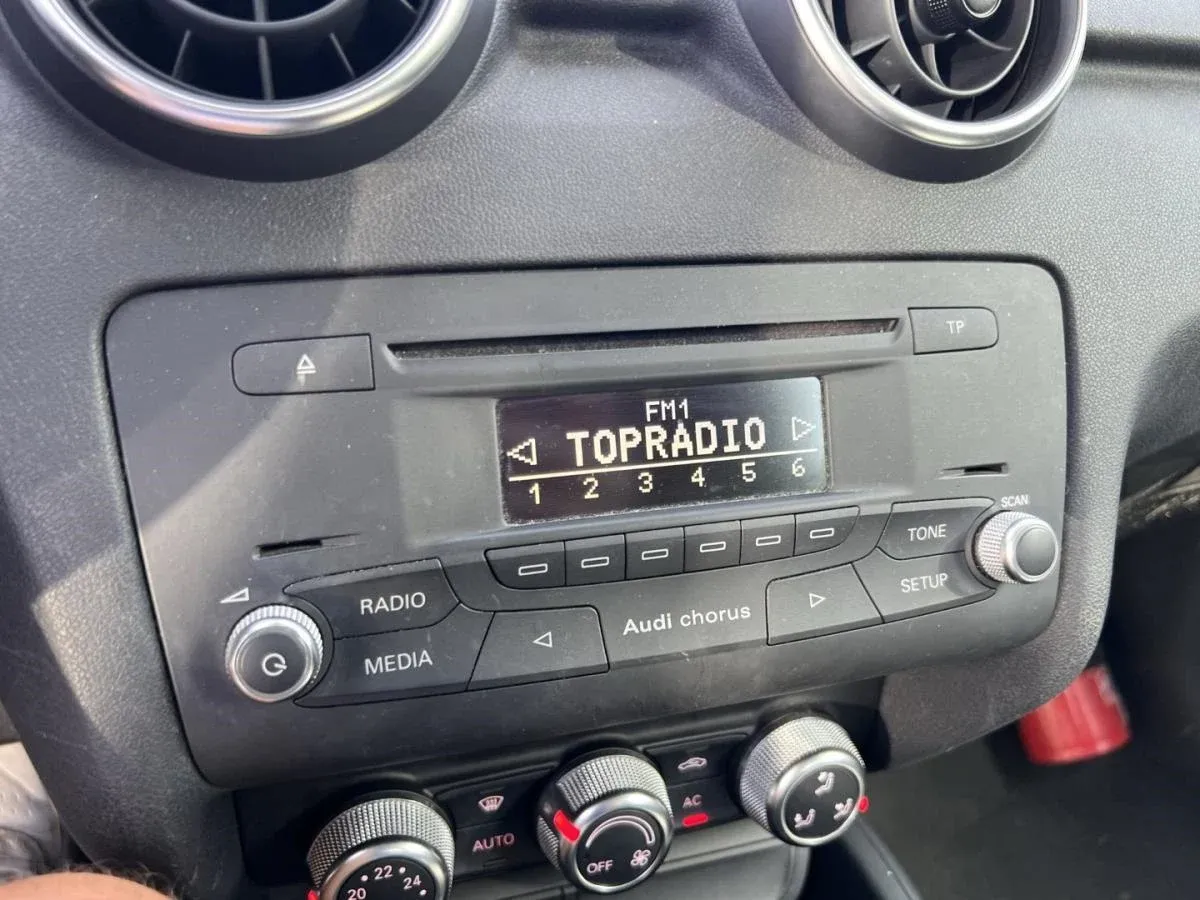 TP
FM1
TOPRADIO
1 2 3 4 5 6
SCAN
TONE
RADIO
SETUP
Audi chorus
MEDIA
AC
AUTO
OFF
20 22 24